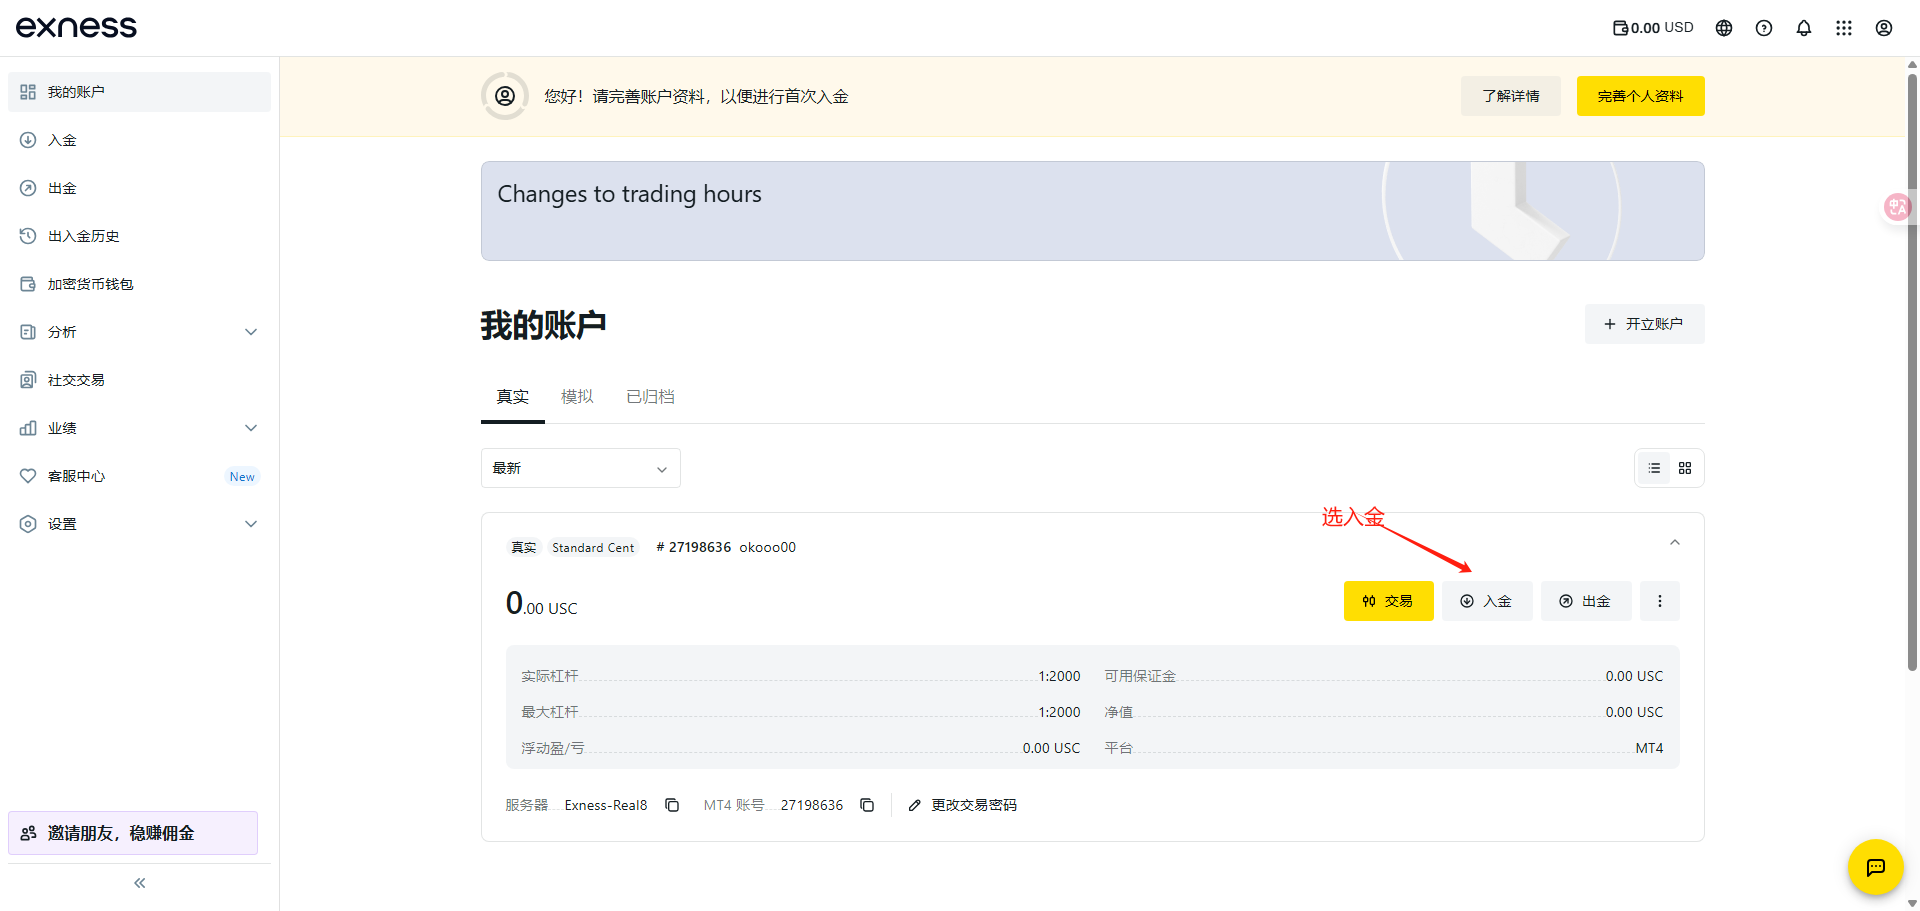 exness
0.00 USD
我的账户
入金
出金
出入金历史
加密货币钱包
分析
社交交易
业绩
客服中心 New
设置
邀请朋友，稳赚佣金
您好！请完善账户资料，以便进行首次入金
了解详情
完善个人资料
Changes to trading hours
我的账户
开立账户
真实 模拟 已归档
最新
选入金
真实 Standard Cent # 27198636 okooo00
0.00 USC
交易 入金 出金
实际杠杆 1:2000 可用保证金 0.00 USC
最大杠杆 1:2000 净值 0.00 USC
浮动盈/亏 0.00 USC 平台 MT4
服务器 Exness-Real8 MT4 账号 27198636 更改交易密码
中A